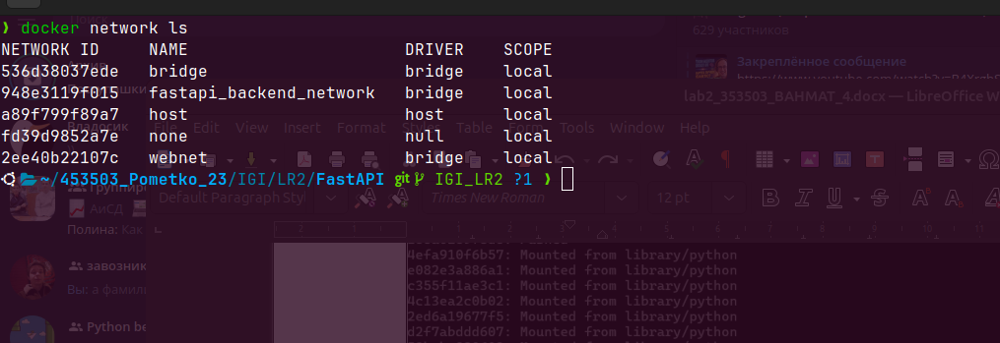 ❯ docker network ls
NETWORK ID NAME DRIVER SCOPE
536d38037ede bridge bridge local
948e3119f015 fastapi_backend_network bridge local
a89f799f89a7 host host local
fd39d9852a7e none null local
2ee40b22107c webnet bridge local
~/453503_Pometko_23/IGI/LR2/FastAPI git IGI_LR2 ?1 ❯
629 участников
Закреплённое сообщение
lab2_353503_BAHMAT_4.docx — LibreOffice W
File Edit View Insert Format Table Form Tools Window Help
Default Paragraph Styl Times New Roman 12 pt
АиСД
Полина: Как
завозник
Вы: а фамили
Python be
4efa910f6b57: Mounted from library/python
e082e3a886a1: Mounted from library/python
c355f11ae3c1: Mounted from library/python
4c13ea2c0b02: Mounted from library/python
2ed6a19677f5: Mounted from library/python
d2f7abddd607: Mounted from library/python